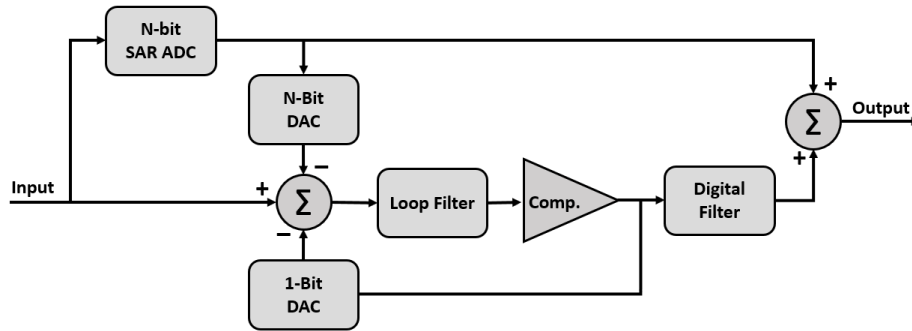 N-bit
SAR ADC
N-Bit
DAC
+
Output
Σ
+
Input
+
−
Σ
−
Loop Filter
Comp.
Digital
Filter
1-Bit
DAC